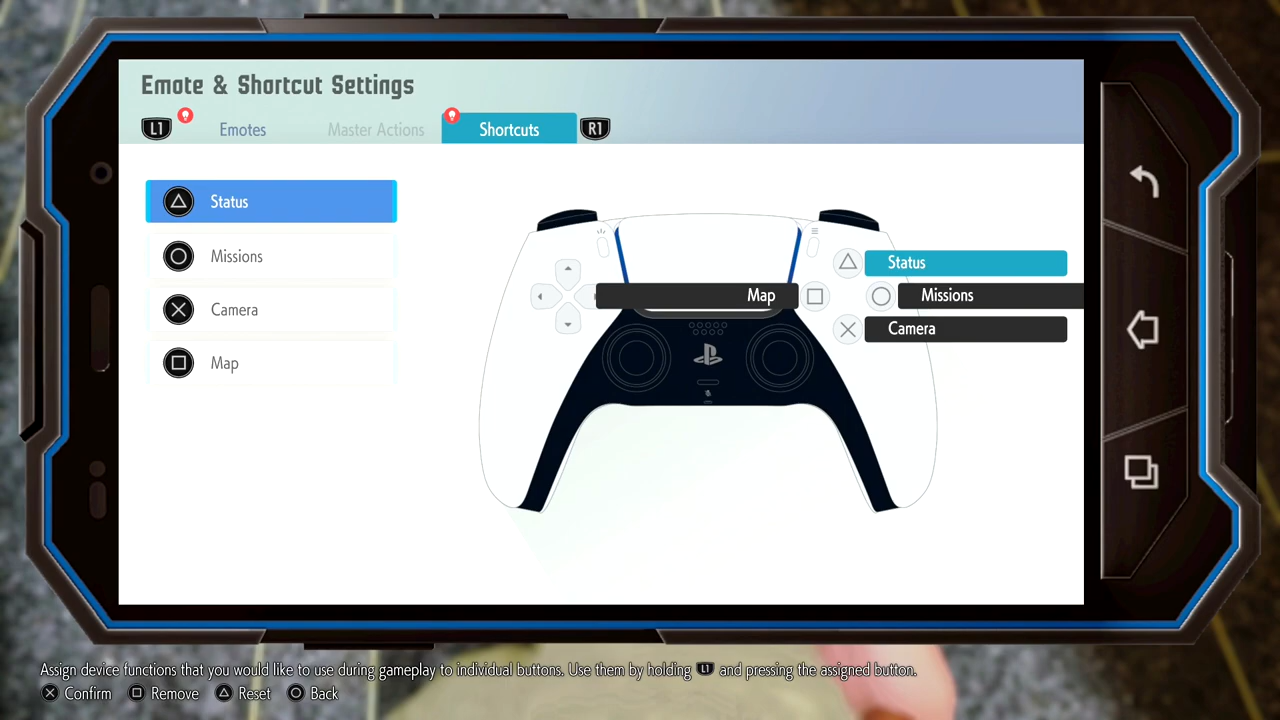 Emote & Shortcut Settings
L1 Emotes Master Actions Shortcuts R1
Status
Missions
Camera
Map
Status
Map
Missions
Camera
Assign device functions that you would like to use during gameplay to individual buttons. Use them by holding L1 and pressing the assigned button.
Confirm Remove Reset Back